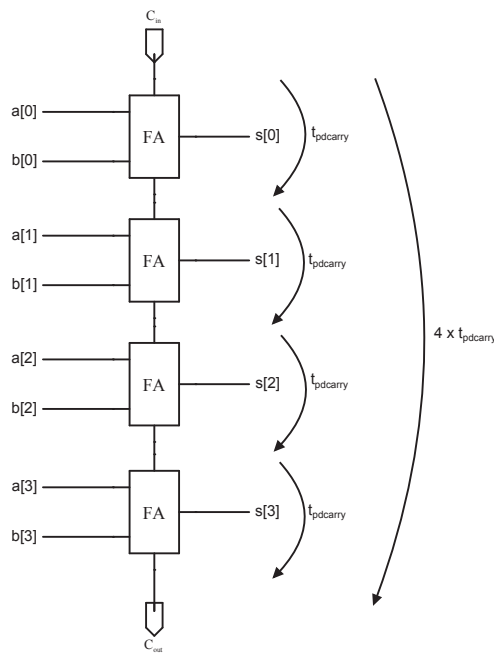 C_in
a[0]
FA
s[0]
t_pdcarry
b[0]
a[1]
FA
s[1]
t_pdcarry
b[1]
4 x t_pdcarry
a[2]
FA
s[2]
t_pdcarry
b[2]
a[3]
FA
s[3]
t_pdcarry
b[3]
C_out